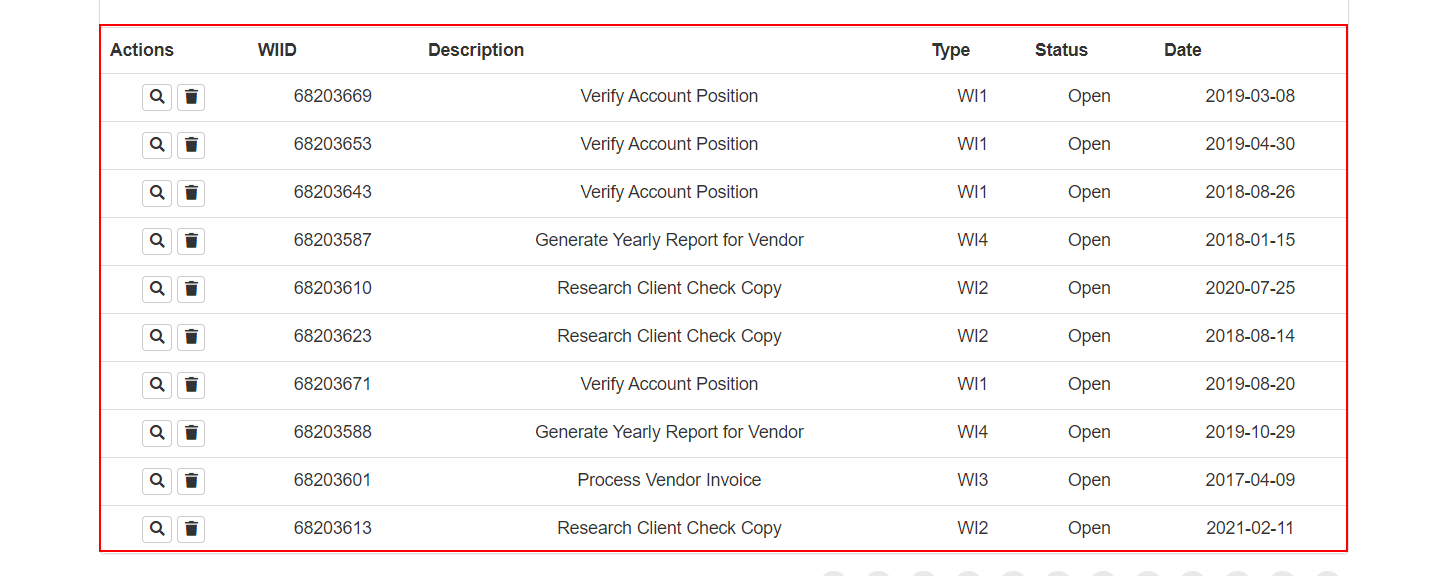 Actions WIID Description Type Status Date
68203669 Verify Account Position WI1 Open 2019-03-08
68203653 Verify Account Position WI1 Open 2019-04-30
68203643 Verify Account Position WI1 Open 2018-08-26
68203587 Generate Yearly Report for Vendor WI4 Open 2018-01-15
68203610 Research Client Check Copy WI2 Open 2020-07-25
68203623 Research Client Check Copy WI2 Open 2018-08-14
68203671 Verify Account Position WI1 Open 2019-08-20
68203588 Generate Yearly Report for Vendor WI4 Open 2019-10-29
68203601 Process Vendor Invoice WI3 Open 2017-04-09
68203613 Research Client Check Copy WI2 Open 2021-02-11